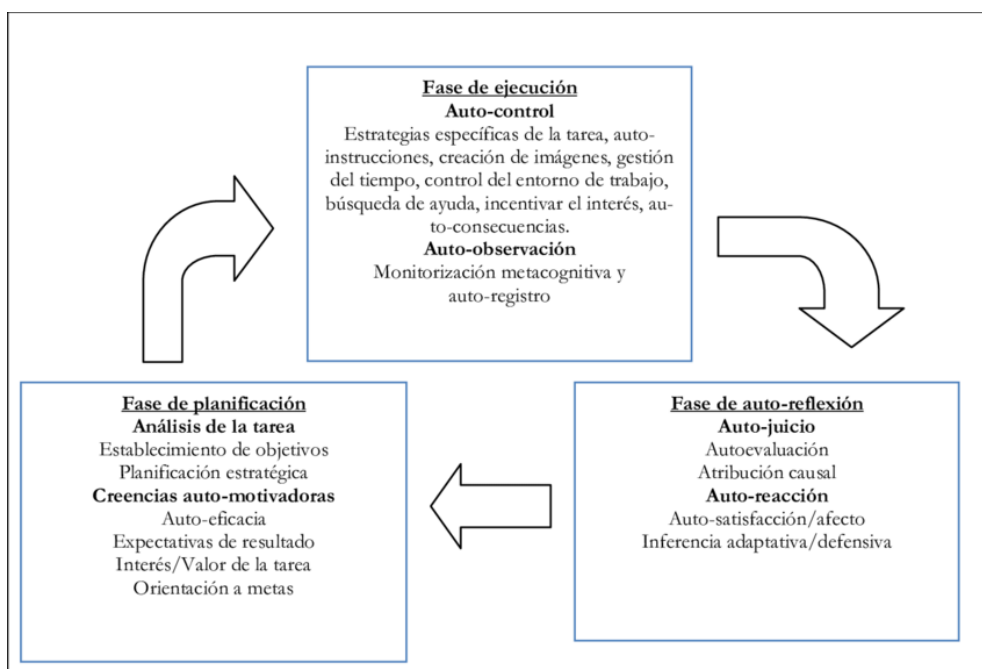 Fase de ejecución
Auto-control
Estrategias específicas de la tarea, auto-
instrucciones, creación de imágenes, gestión
del tiempo, control del entorno de trabajo,
búsqueda de ayuda, incentivar el interés, au-
to-consecuencias.
Auto-observación
Monitorización metacognitiva y
auto-registro
Fase de planificación
Análisis de la tarea
Establecimiento de objetivos
Planificación estratégica
Creencias auto-motivadoras
Auto-eficacia
Expectativas de resultado
Interés/Valor de la tarea
Orientación a metas
Fase de auto-reflexión
Auto-juicio
Autoevaluación
Atribución causal
Auto-reacción
Auto-satisfacción/afecto
Inferencia adaptativa/defensiva